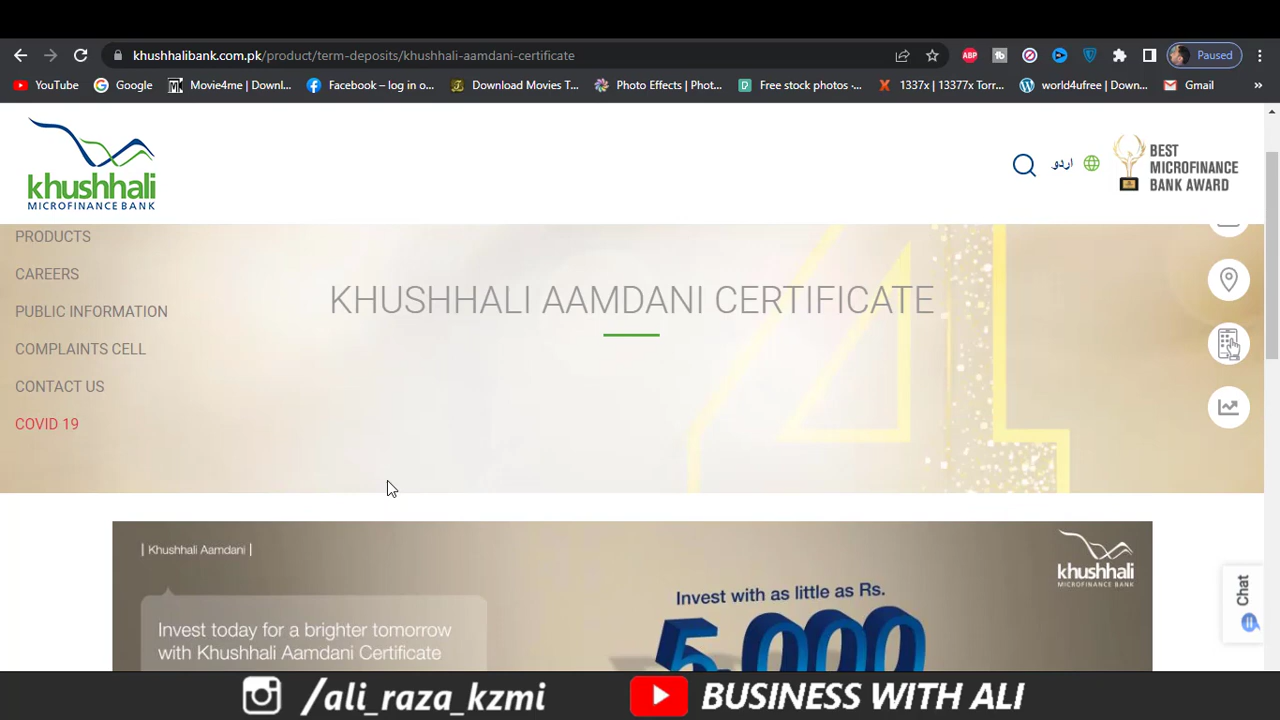 khushhalibank.com.pk/product/term-deposits/khushhali-aamdani-certificate
ABP
Paused
YouTube
Google
Movie4me | Downl...
Facebook – log in o...
Download Movies T...
Photo Effects | Phot...
Free stock photos -...
1337x | 13377x Torr...
world4ufree | Down...
Gmail
»
khushhali
MICROFINANCE BANK
اردو
BEST
MICROFINANCE
BANK AWARD
PRODUCTS
CAREERS
PUBLIC INFORMATION
COMPLAINTS CELL
CONTACT US
COVID 19
KHUSHHALI AAMDANI CERTIFICATE
| Khushhali Aamdani |
khushhali
MICROFINANCE BANK
Invest with as little as Rs.
5,000
Invest today for a brighter tomorrow
with Khushhali Aamdani Certificate
Chat
/ali_raza_kzmi
BUSINESS WITH ALI